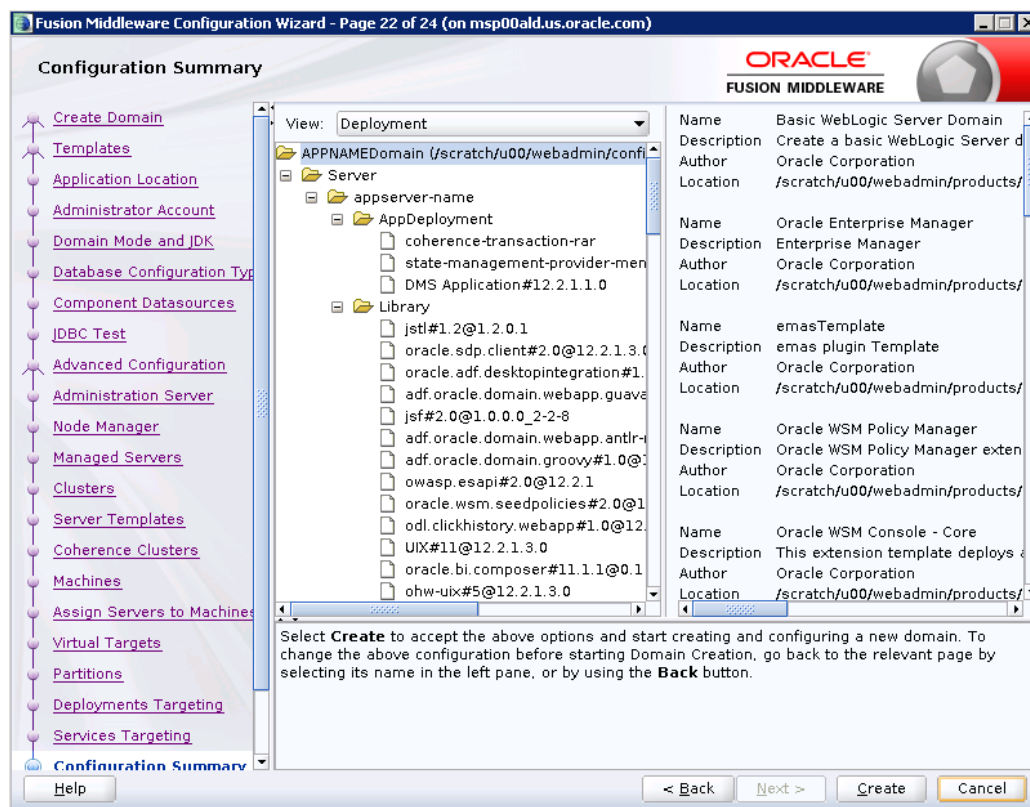 Fusion Middleware Configuration Wizard - Page 22 of 24 (on msp00ald.us.oracle.com)
Configuration Summary
ORACLE
FUSION MIDDLEWARE
Create Domain
Templates
Application Location
Administrator Account
Domain Mode and JDK
Database Configuration Typ
Component Datasources
JDBC Test
Advanced Configuration
Administration Server
Node Manager
Managed Servers
Clusters
Server Templates
Coherence Clusters
Machines
Assign Servers to Machines
Virtual Targets
Partitions
Deployments Targeting
Services Targeting
Configuration Summary
View: Deployment
APPNAMEDomain (/scratch/u00/webadmin/confi
Server
appserver-name
AppDeployment
coherence-transaction-rar
state-management-provider-mem
DMS Application#12.2.1.1.0
Library
jstl#1.2@1.2.0.1
oracle.sdp.client#2.0@12.2.1.3.0
oracle.adf.desktopintegration#1.
adf.oracle.domain.webapp.guava
jsf#2.0@1.0.0.0_2-2-8
adf.oracle.domain.webapp.antlr-
adf.oracle.domain.groovy#1.0@1
owasp.esapi#2.0@12.2.1
oracle.wsm.seedpolicies#2.0@1
odl.clickhistory.webapp#1.0@12.
UIX#11@12.2.1.3.0
oracle.bi.composer#11.1.1@0.1
ohw-uix#5@12.2.1.3.0
Name Basic WebLogic Server Domain
Description Create a basic WebLogic Server d
Author Oracle Corporation
Location /scratch/u00/webadmin/products/
Name Oracle Enterprise Manager
Description Enterprise Manager
Author Oracle Corporation
Location /scratch/u00/webadmin/products/
Name emasTemplate
Description emas plugin Template
Author Oracle Corporation
Location /scratch/u00/webadmin/products/
Name Oracle WSM Policy Manager
Description Oracle WSM Policy Manager exten
Author Oracle Corporation
Location /scratch/u00/webadmin/products/
Name Oracle WSM Console - Core
Description This extension template deploys a
Author Oracle Corporation
Location /scratch/u00/webadmin/products/
Select Create to accept the above options and start creating and configuring a new domain. To
change the above configuration before starting Domain Creation, go back to the relevant page by
selecting its name in the left pane, or by using the Back button.
Help
< Back
Next >
Create
Cancel